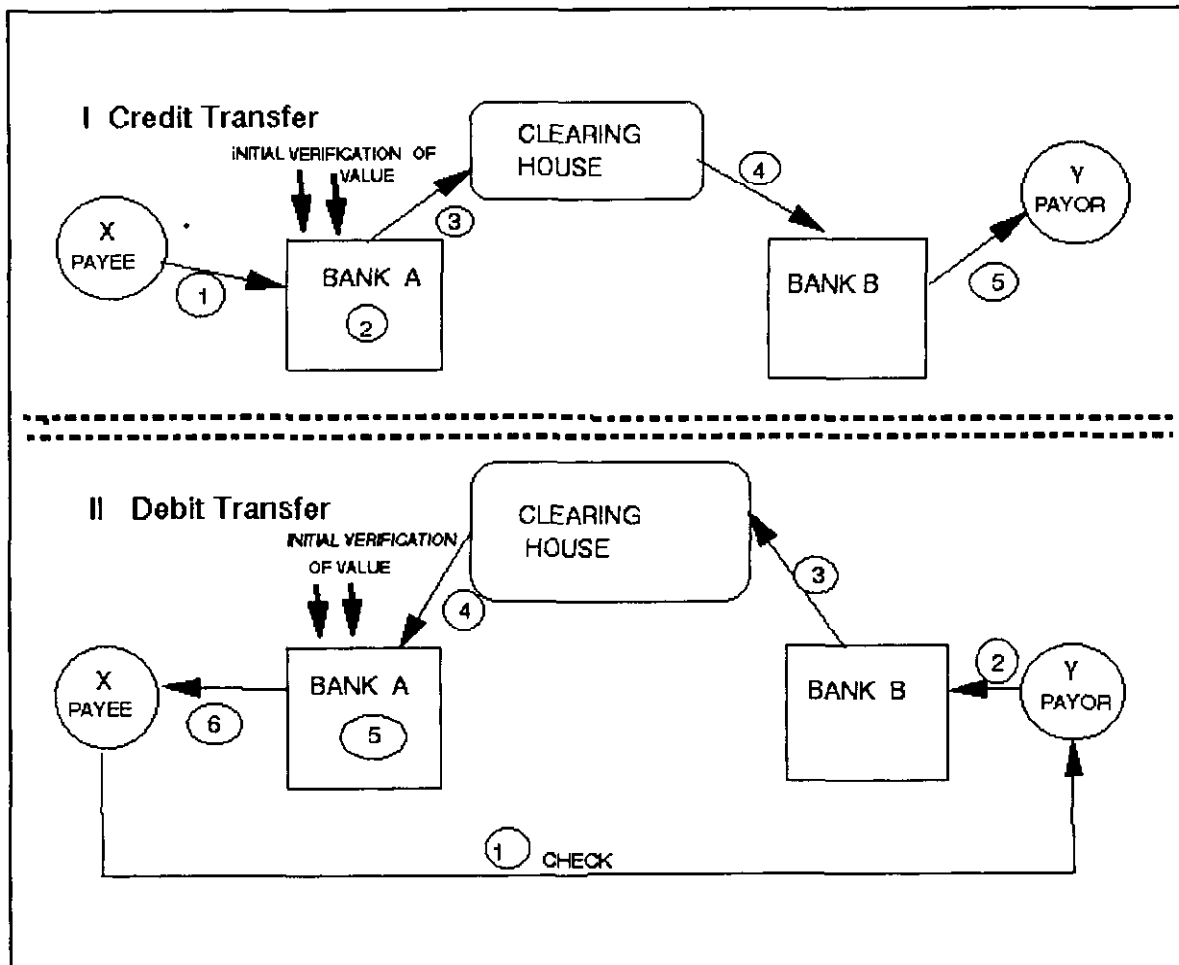 I Credit Transfer
INITIAL VERIFICATION OF
VALUE
CLEARING
HOUSE
X
PAYEE
1
BANK A
2
3
4
BANK B
5
Y
PAYOR
II Debit Transfer
INITIAL VERIFICATION
OF VALUE
CLEARING
HOUSE
X
PAYEE
6
BANK A
5
4
3
BANK B
2
Y
PAYOR
1 CHECK